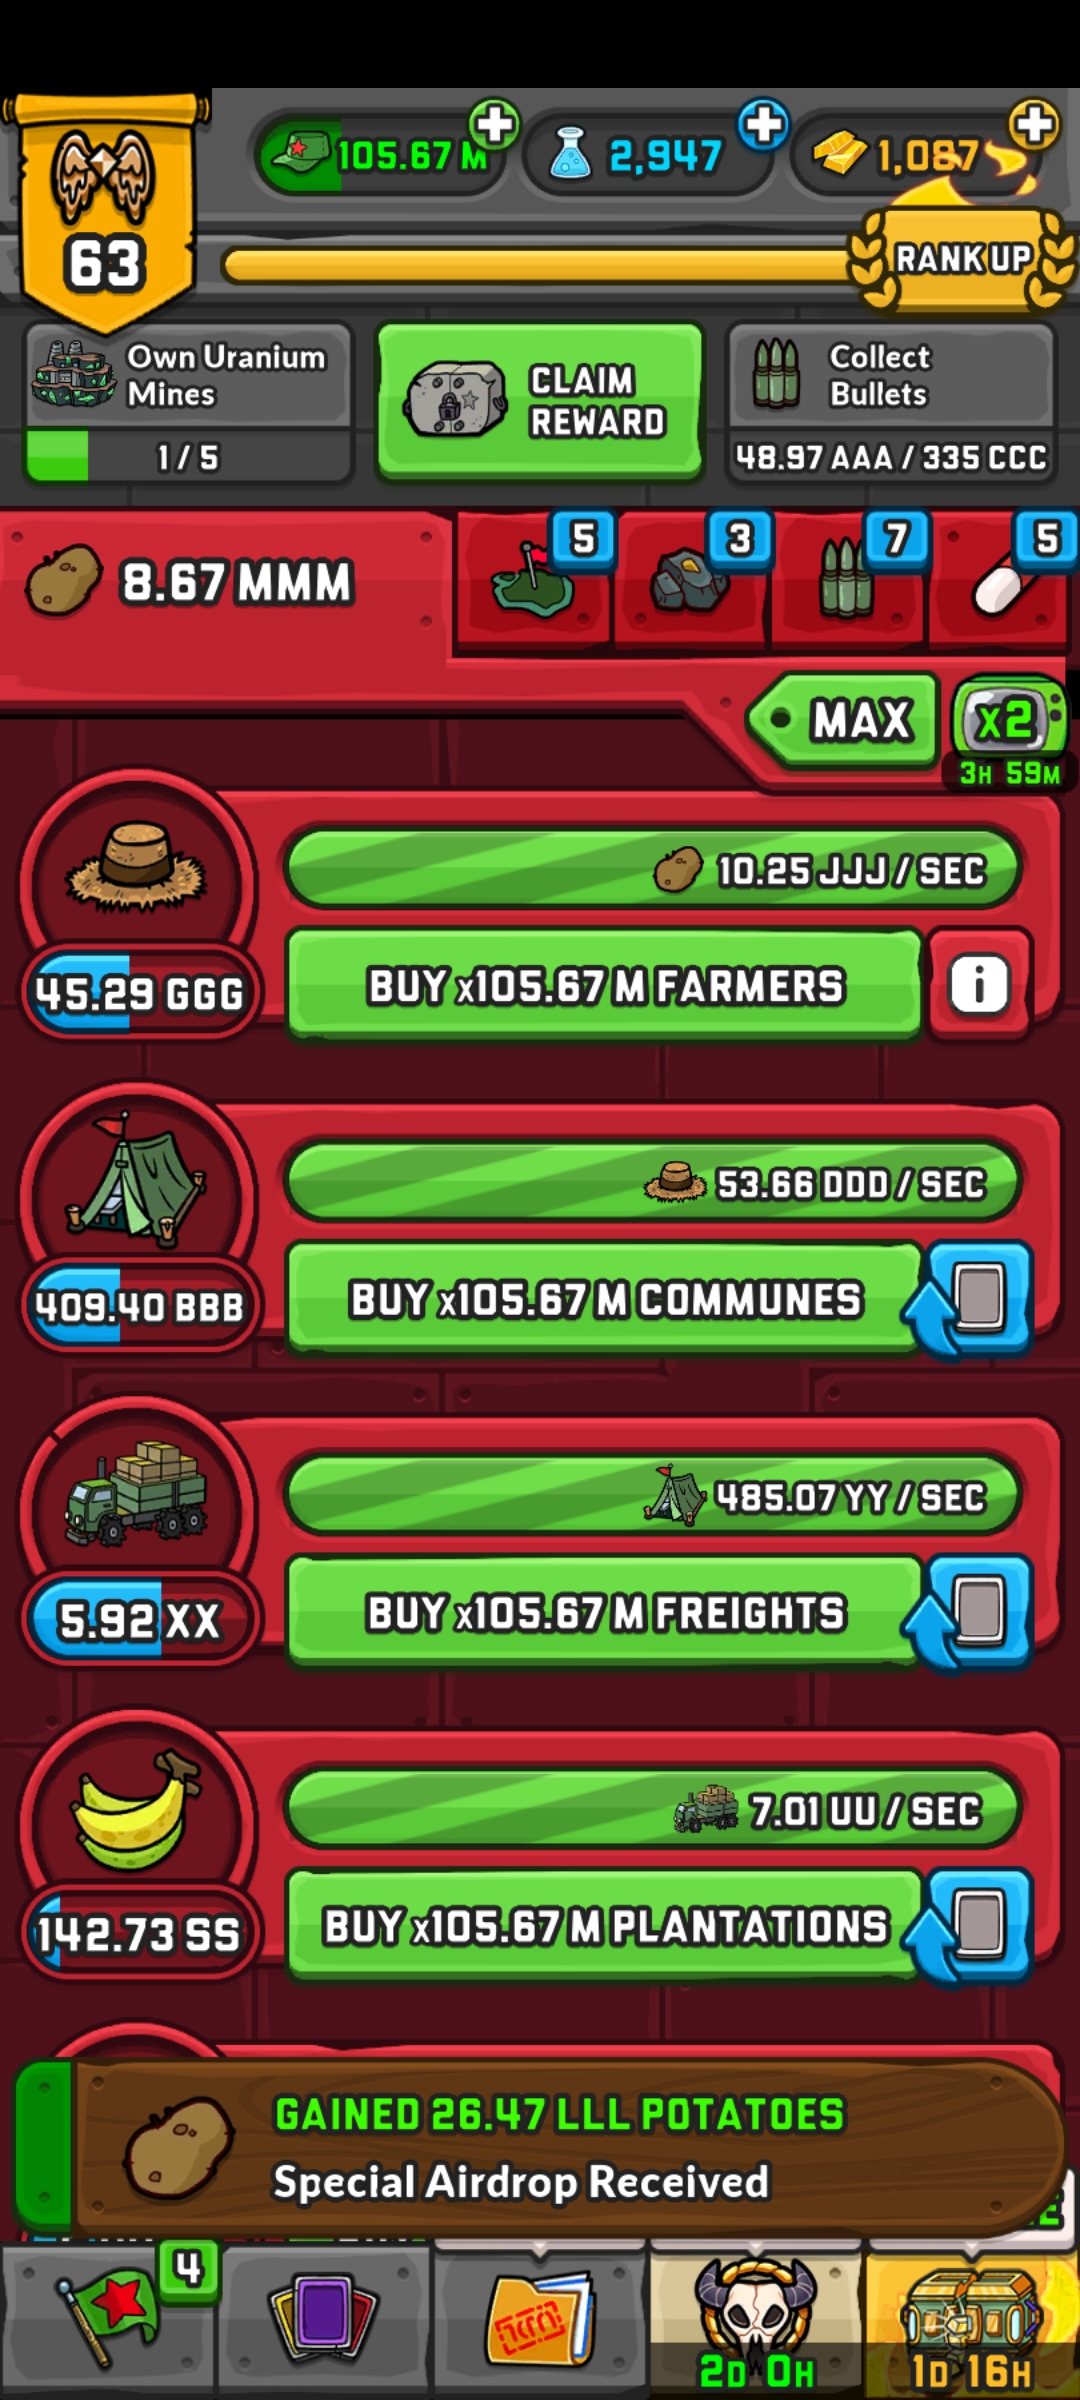 105.67 M
2,947
1,087
63
RANK UP
Own Uranium
Mines
1 / 5
CLAIM
REWARD
Collect
Bullets
48.97 AAA / 335 CCC
8.67 MMM
5
3
7
5
MAX
x2
3H 59M
10.25 JJJ / SEC
45.29 GGG
BUY x105.67 M FARMERS
i
53.66 DDD / SEC
409.40 BBB
BUY x105.67 M COMMUNES
485.07 YY / SEC
5.92 XX
BUY x105.67 M FREIGHTS
7.01 UU / SEC
142.73 SS
BUY x105.67 M PLANTATIONS
GAINED 26.47 LLL POTATOES
Special Airdrop Received
4
2D 0H
1D 16H